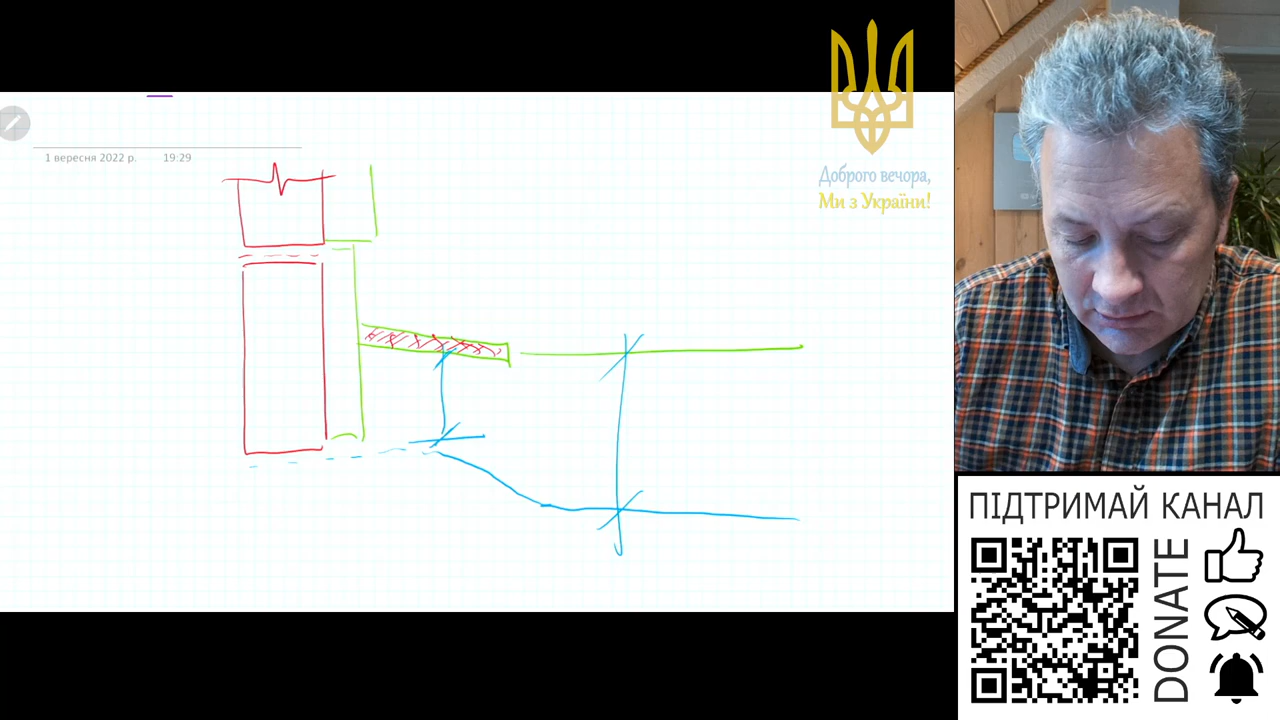 1 вересня 2022 р. 19:29
Доброго вечора,
Ми з України!
ПІДТРИМАЙ КАНАЛ
DONATE